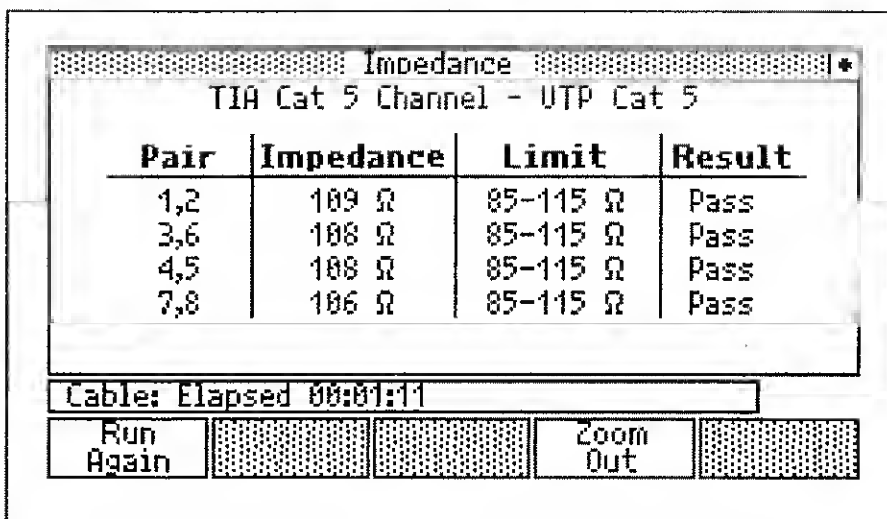 Impedance
TIA Cat 5 Channel - UTP Cat 5
Pair Impedance Limit Result
1,2 109 Ω 85-115 Ω Pass
3,6 108 Ω 85-115 Ω Pass
4,5 108 Ω 85-115 Ω Pass
7,8 106 Ω 85-115 Ω Pass
Cable: Elapsed 00:01:11
Run Again
Zoom Out